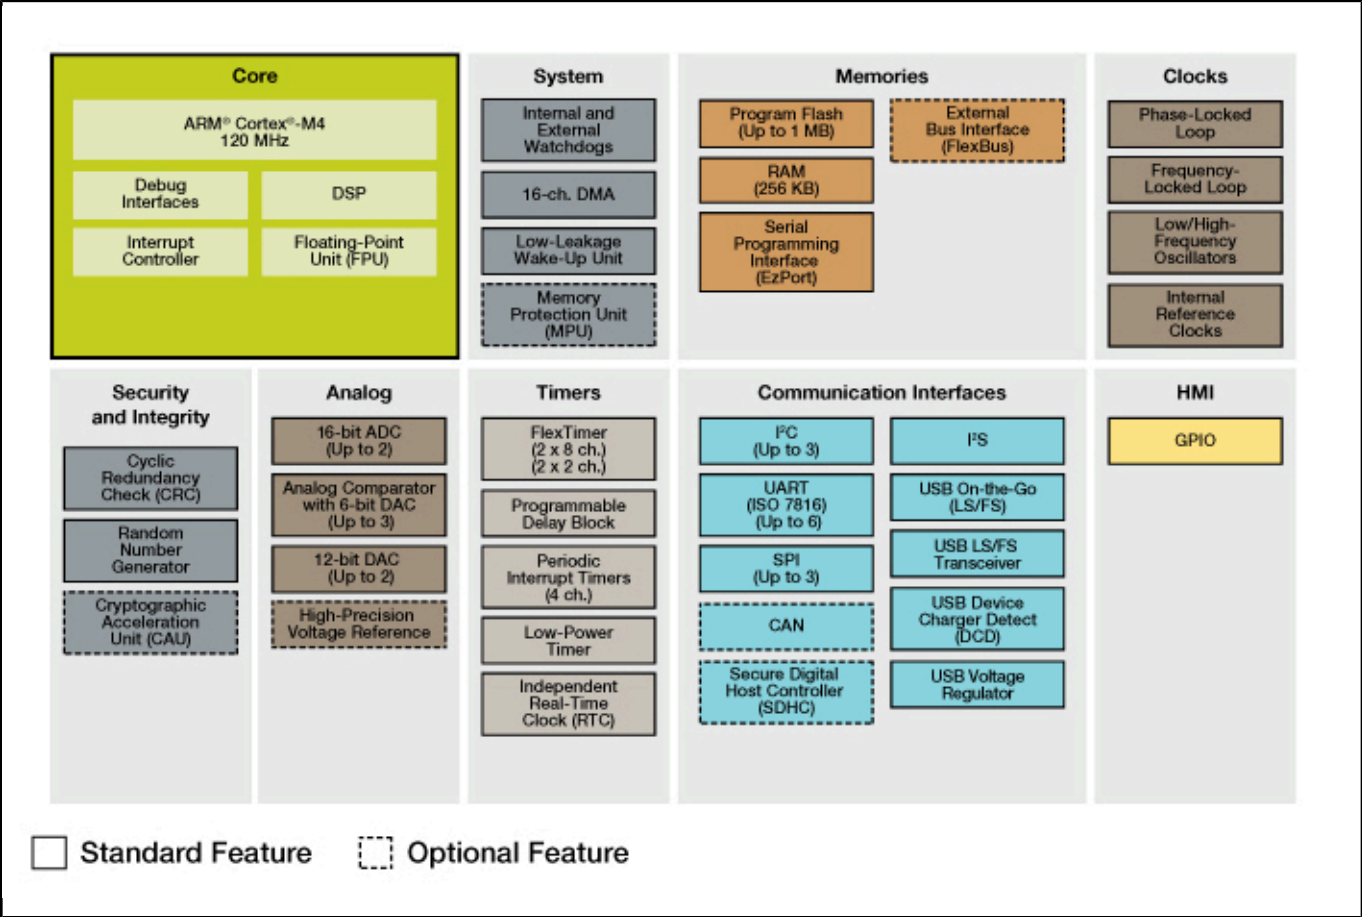 Core
ARM® Cortex®-M4
120 MHz
Debug
Interfaces
DSP
Interrupt
Controller
Floating-Point
Unit (FPU)
System
Internal and
External
Watchdogs
16-ch. DMA
Low-Leakage
Wake-Up Unit
Memory
Protection Unit
(MPU)
Memories
Program Flash
(Up to 1 MB)
RAM
(256 KB)
Serial
Programming
Interface
(EzPort)
External
Bus Interface
(FlexBus)
Clocks
Phase-Locked
Loop
Frequency-
Locked Loop
Low/High-
Frequency
Oscillators
Internal
Reference
Clocks
Security
and Integrity
Cyclic
Redundancy
Check (CRC)
Random
Number
Generator
Cryptographic
Acceleration
Unit (CAU)
Analog
16-bit ADC
(Up to 2)
Analog Comparator
with 6-bit DAC
(Up to 3)
12-bit DAC
(Up to 2)
High-Precision
Voltage Reference
Timers
FlexTimer
(2 x 8 ch.)
(2 x 2 ch.)
Programmable
Delay Block
Periodic
Interrupt Timers
(4 ch.)
Low-Power
Timer
Independent
Real-Time
Clock (RTC)
Communication Interfaces
I²C
(Up to 3)
UART
(ISO 7816)
(Up to 6)
SPI
(Up to 3)
CAN
Secure Digital
Host Controller
(SDHC)
I²S
USB On-the-Go
(LS/FS)
USB LS/FS
Transceiver
USB Device
Charger Detect
(DCD)
USB Voltage
Regulator
HMI
GPIO
Standard Feature
Optional Feature